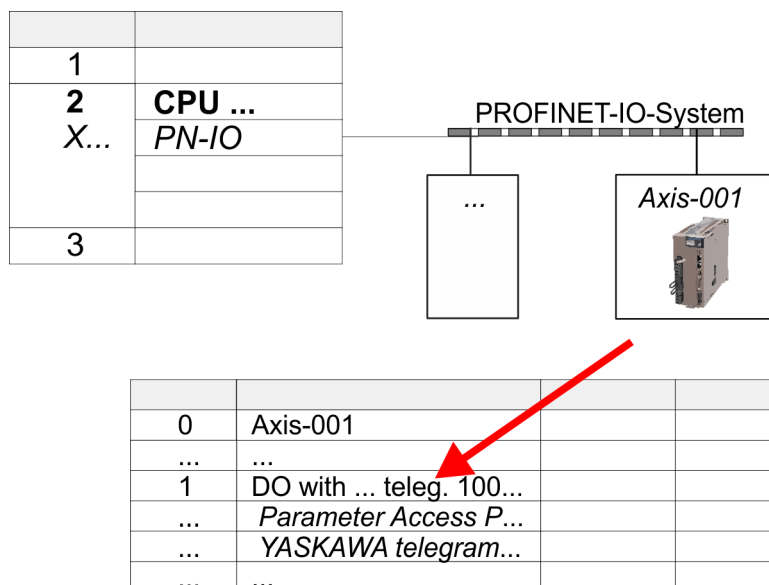 1
2 CPU ...
X... PN-IO
3
PROFINET-IO-System
...
Axis-001
0 Axis-001
... ...
1 DO with ... teleg. 100...
... Parameter Access P...
... YASKAWA telegram...
... ...